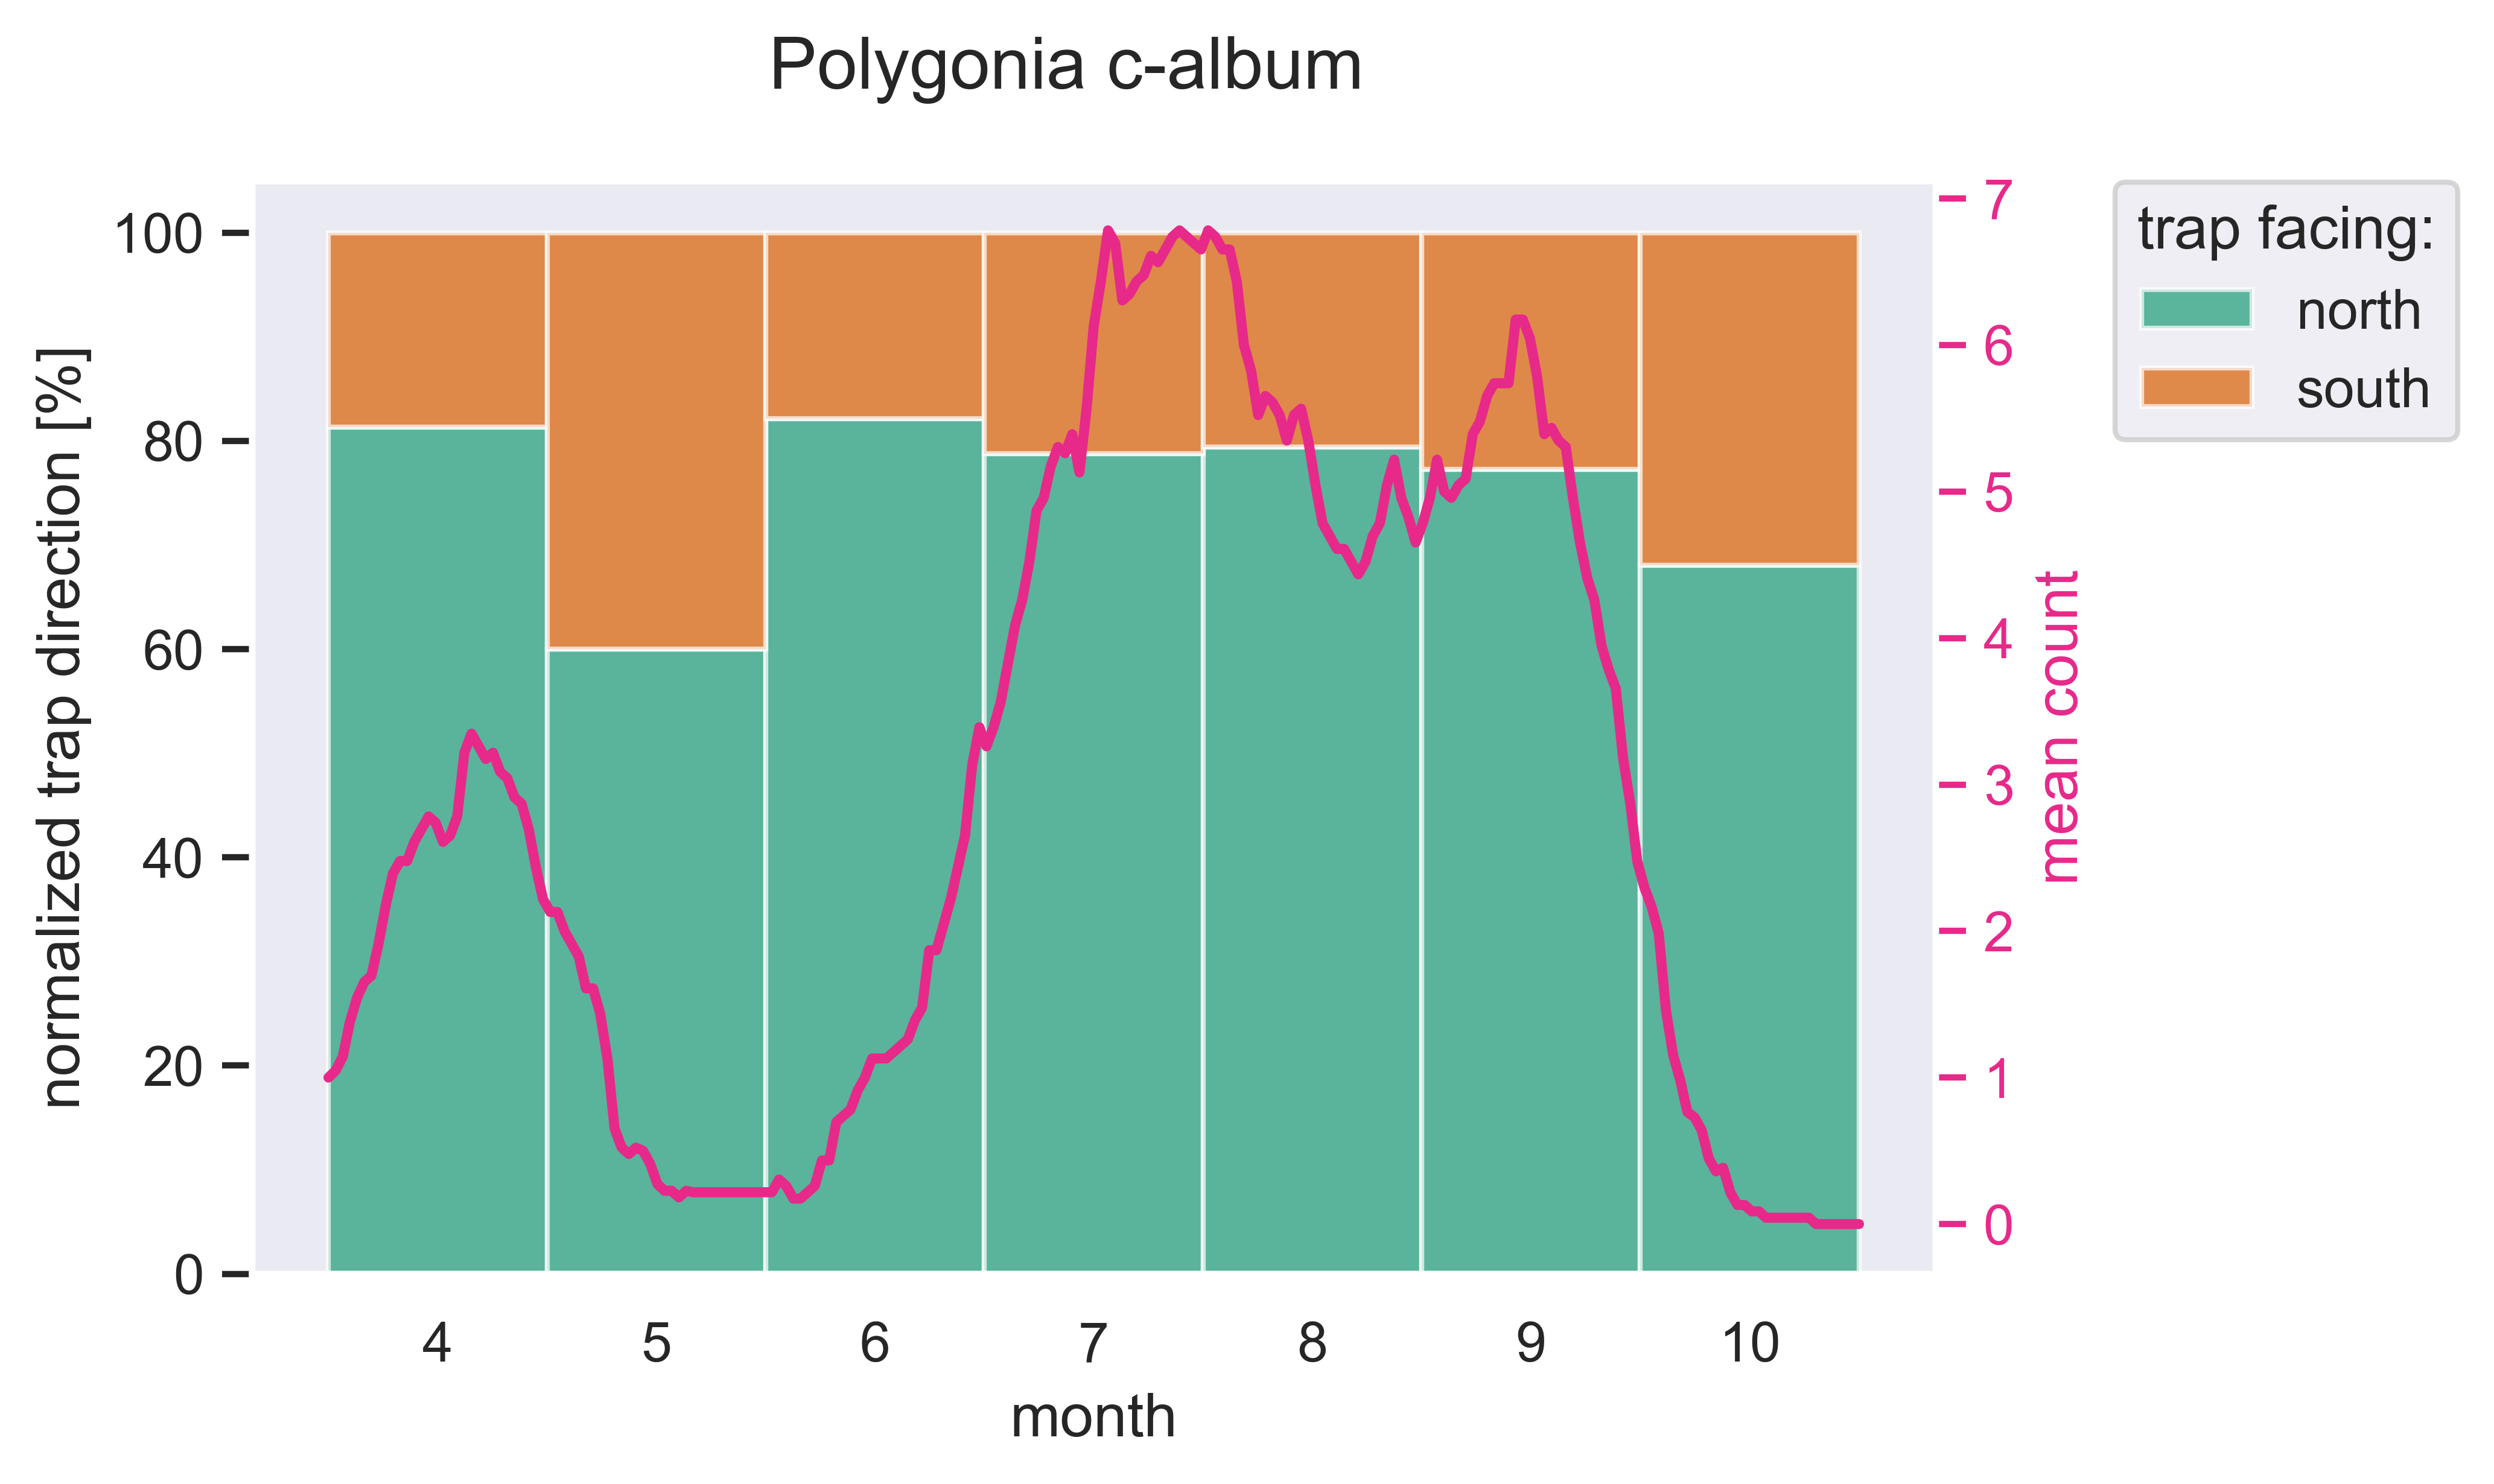 Polygonia c-album
normalized trap direction [%]
100
80
60
40
20
0
7
6
5
4
3
2
1
0
mean count
trap facing:
north
south
4 5 6 7 8 9 10
month